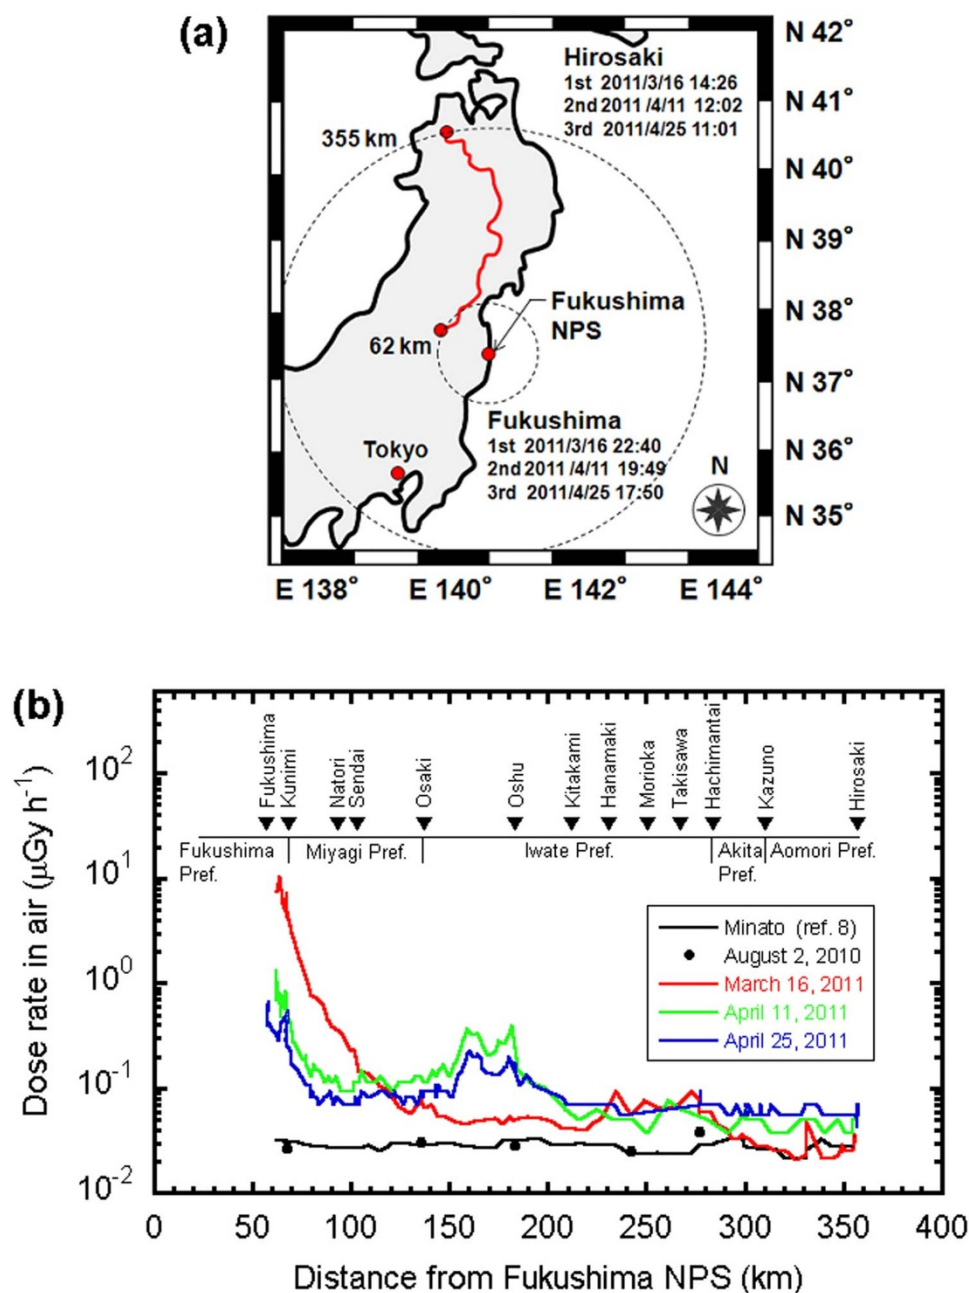 (a)
N 42°
N 41°
N 40°
N 39°
N 38°
N 37°
N 36°
N 35°
Hirosaki
1st 2011/3/16 14:26
2nd 2011 /4/11 12:02
3rd 2011/4/25 11:01
355 km
Fukushima
NPS
62 km
Fukushima
1st 2011/3/16 22:40
2nd 2011 /4/11 19:49
3rd 2011/4/25 17:50
Tokyo
N
E 138°
E 140°
E 142°
E 144°
(b)
Fukushima
Kunimi
Natori
Sendai
Osaki
Oshu
Kitakami
Hanamaki
Morioka
Takisawa
Hachimantai
Kazuno
Hirosaki
Fukushima
Pref.
Miyagi Pref.
Iwate Pref.
Akita
Pref.
Aomori Pref.
Minato (ref. 8)
August 2, 2010
March 16, 2011
April 11, 2011
April 25, 2011
Dose rate in air (μGy h⁻¹)
10²
10¹
10⁰
10⁻¹
10⁻²
0 50 100 150 200 250 300 350 400
Distance from Fukushima NPS (km)